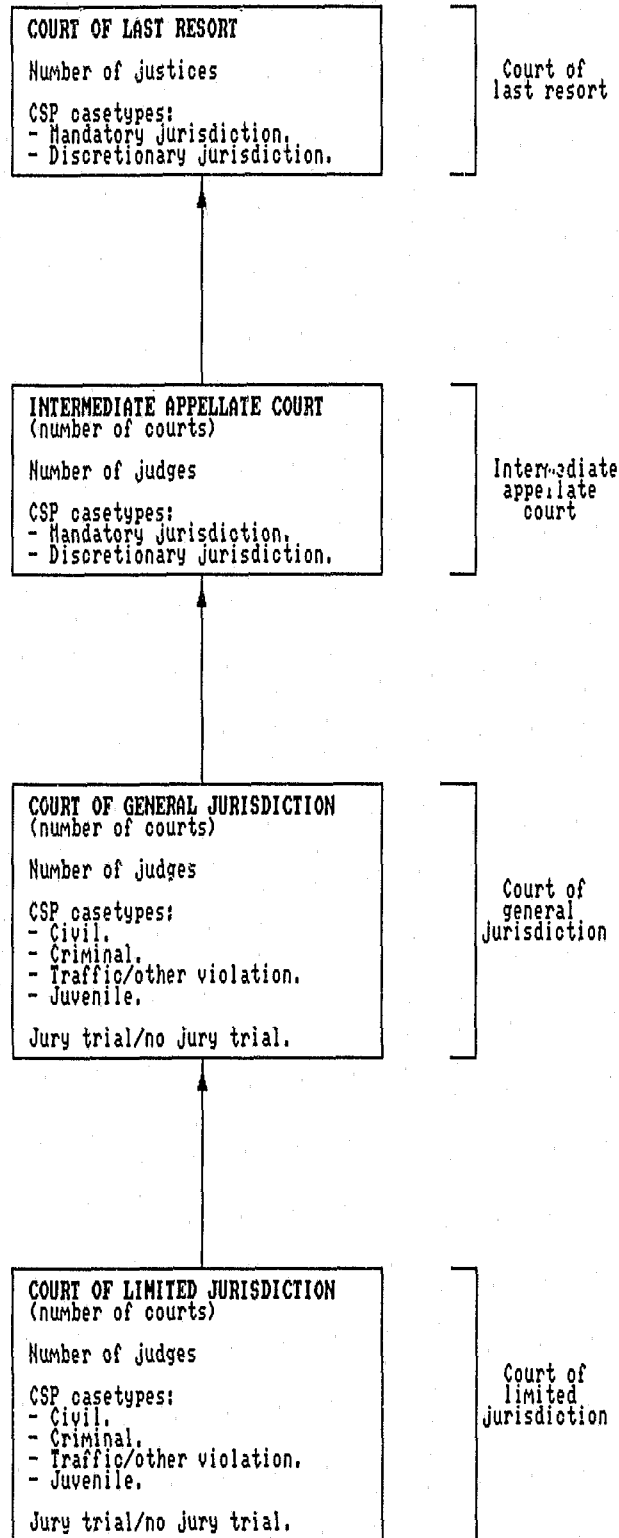 COURT OF LAST RESORT
Number of justices
CSP casetypes:
- Mandatory jurisdiction.
- Discretionary jurisdiction.
Court of
last resort
INTERMEDIATE APPELLATE COURT
(number of courts)
Number of judges
CSP casetypes:
- Mandatory jurisdiction.
- Discretionary jurisdiction.
Intermediate
appellate
court
COURT OF GENERAL JURISDICTION
(number of courts)
Number of judges
CSP casetypes:
- Civil.
- Criminal.
- Traffic/other violation.
- Juvenile.
Jury trial/no jury trial.
Court of
general
jurisdiction
COURT OF LIMITED JURISDICTION
(number of courts)
Number of judges
CSP casetypes:
- Civil.
- Criminal.
- Traffic/other violation.
- Juvenile.
Jury trial/no jury trial.
Court of
limited
jurisdiction